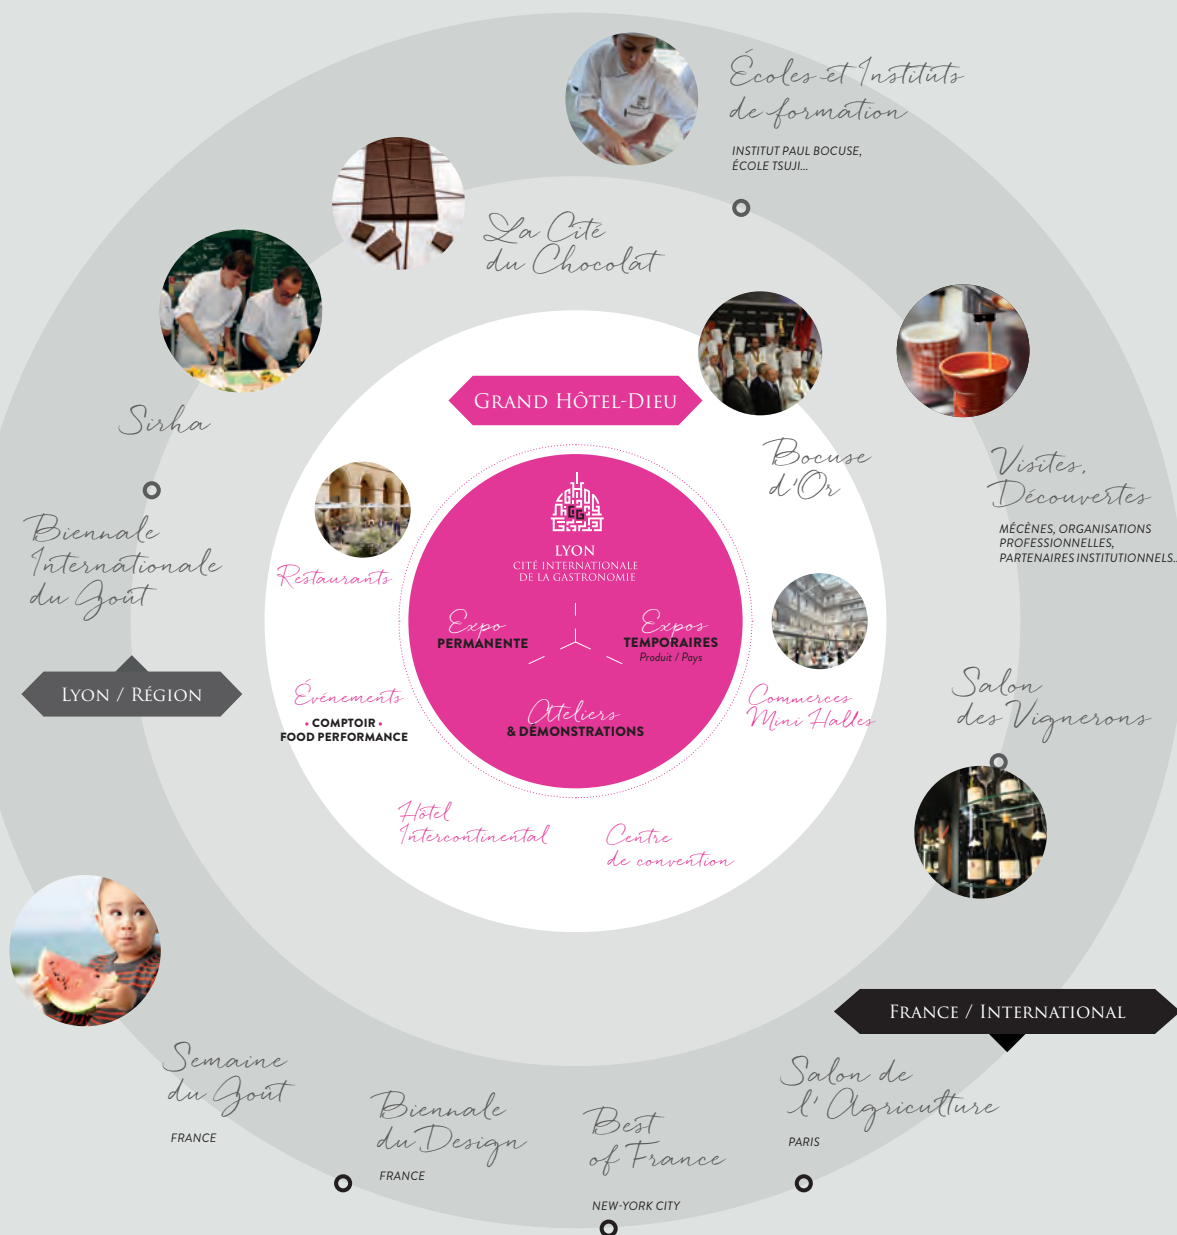 Écoles et Instituts
de formation
INSTITUT PAUL BOCUSE,
ÉCOLE TSUJI...
La Cité
du Chocolat
GRAND HÔTEL-DIEU
Sirha
Bocuse
d'Or
Visites,
Découvertes
MÉCÈNES, ORGANISATIONS
PROFESSIONNELLES,
PARTENAIRES INSTITUTIONNELS...
Biennale
Internationale
du Goût
LYON
CITÉ INTERNATIONALE
DE LA GASTRONOMIE
Restaurants
Expo
PERMANENTE
Expos
TEMPORAIRES
Produit / Pays
LYON / RÉGION
Événements
• COMPTOIR •
FOOD PERFORMANCE
Ateliers
& DÉMONSTRATIONS
Commerces
Mini Halles
Salon
des Vignerons
Hôtel
Intercontinental
Centre
de convention
FRANCE / INTERNATIONAL
Semaine
du Goût
FRANCE
Biennale
du Design
FRANCE
Best
of France
NEW-YORK CITY
Salon de
l'Agriculture
PARIS